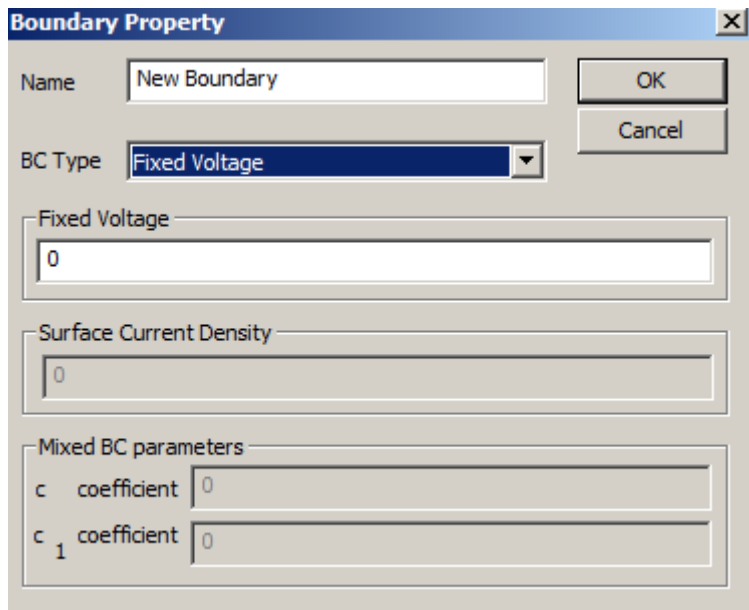 Boundary Property
Name New Boundary OK
Cancel
BC Type Fixed Voltage
Fixed Voltage
0
Surface Current Density
0
Mixed BC parameters
c coefficient 0
c 1 coefficient 0